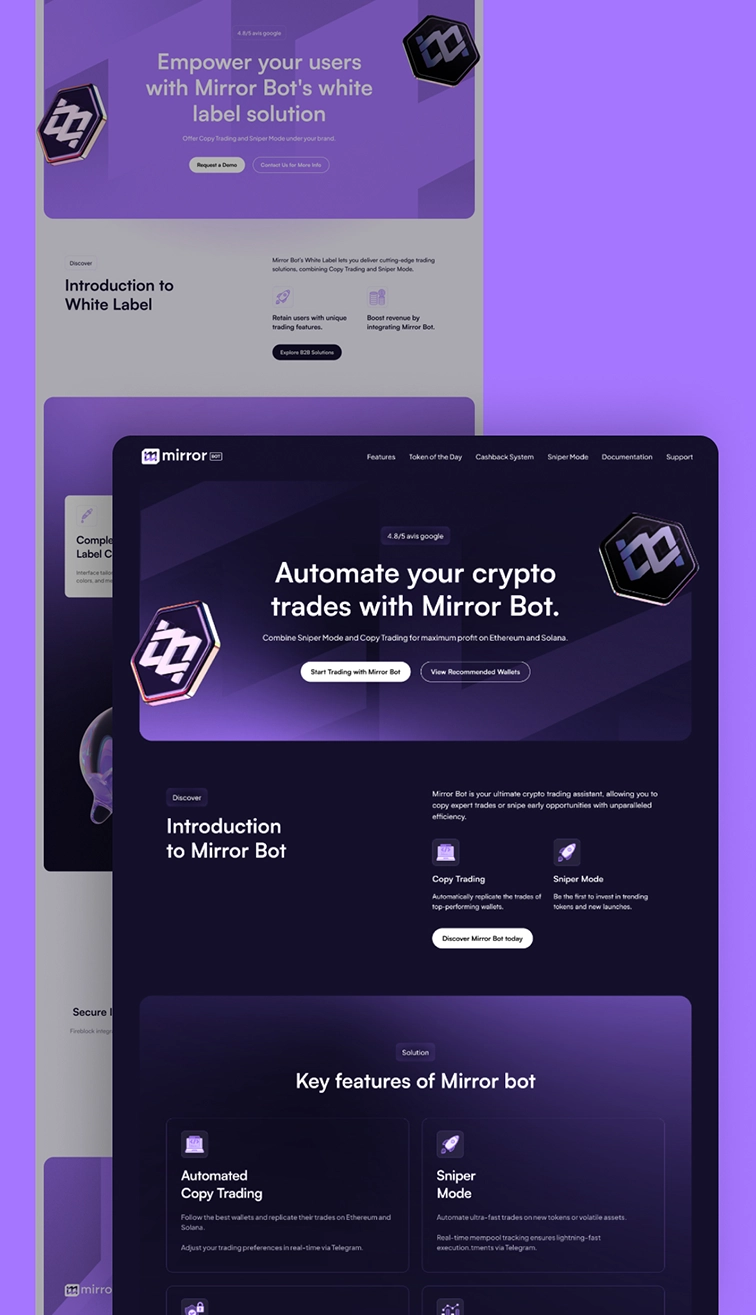 4.8/5 avis google
Empower your users
with Mirror Bot's white
label solution
Offer Copy Trading and Sniper Mode under your brand.
Request a Demo
Contact Us for More Info
Discover
Introduction to
White Label
Mirror Bot's White Label lets you deliver cutting-edge trading
solutions, combining Copy Trading and Sniper Mode.
Retain users with unique
trading features.
Boost revenue by
integrating Mirror Bot.
Explore B2B Solutions
Comple
Label C
Interface tailo
colors, and me
Secure I
Fireblock integr
mirro
mirror BOT
Features
Token of the Day
Cashback System
Sniper Mode
Documentation
Support
4.8/5 avis google
Automate your crypto
trades with Mirror Bot.
Combine Sniper Mode and Copy Trading for maximum profit on Ethereum and Solana.
Start Trading with Mirror Bot
View Recommended Wallets
Discover
Introduction
to Mirror Bot
Mirror Bot is your ultimate crypto trading assistant, allowing you to
copy expert trades or snipe early opportunities with unparalleled
efficiency.
Copy Trading
Automatically replicate the trades of
top-performing wallets.
Sniper Mode
Be the first to invest in trending
tokens and new launches.
Discover Mirror Bot today
Solution
Key features of Mirror bot
Automated
Copy Trading
Follow the best wallets and replicate their trades on Ethereum and
Solana.
Adjust your trading preferences in real-time via Telegram.
Sniper
Mode
Automate ultra-fast trades on new tokens or volatile assets.
Real-time mempool tracking ensures lightning-fast
execution.tments via Telegram.